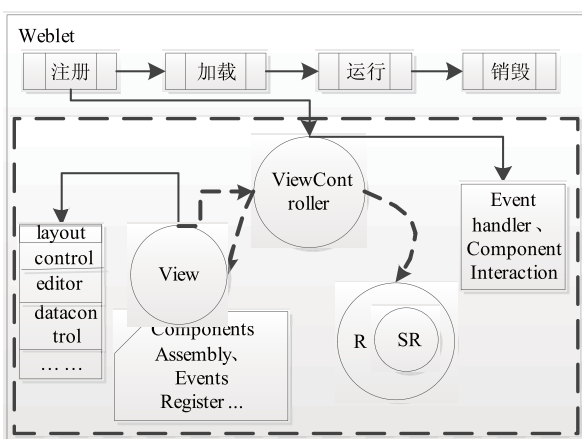 Weblet
注册
加载
运行
销毁
ViewCont
roller
Event
handler、
Component
Interaction
layout
control
editor
datacon
trol
... ...
View
Components
Assembly、
Events
Register ...
R
SR